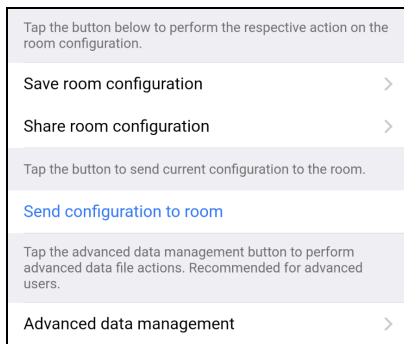 Tap the button below to perform the respective action on the
room configuration.
Save room configuration
Share room configuration
Tap the button to send current configuration to the room.
Send configuration to room
Tap the advanced data management button to perform
advanced data file actions. Recommended for advanced
users.
Advanced data management